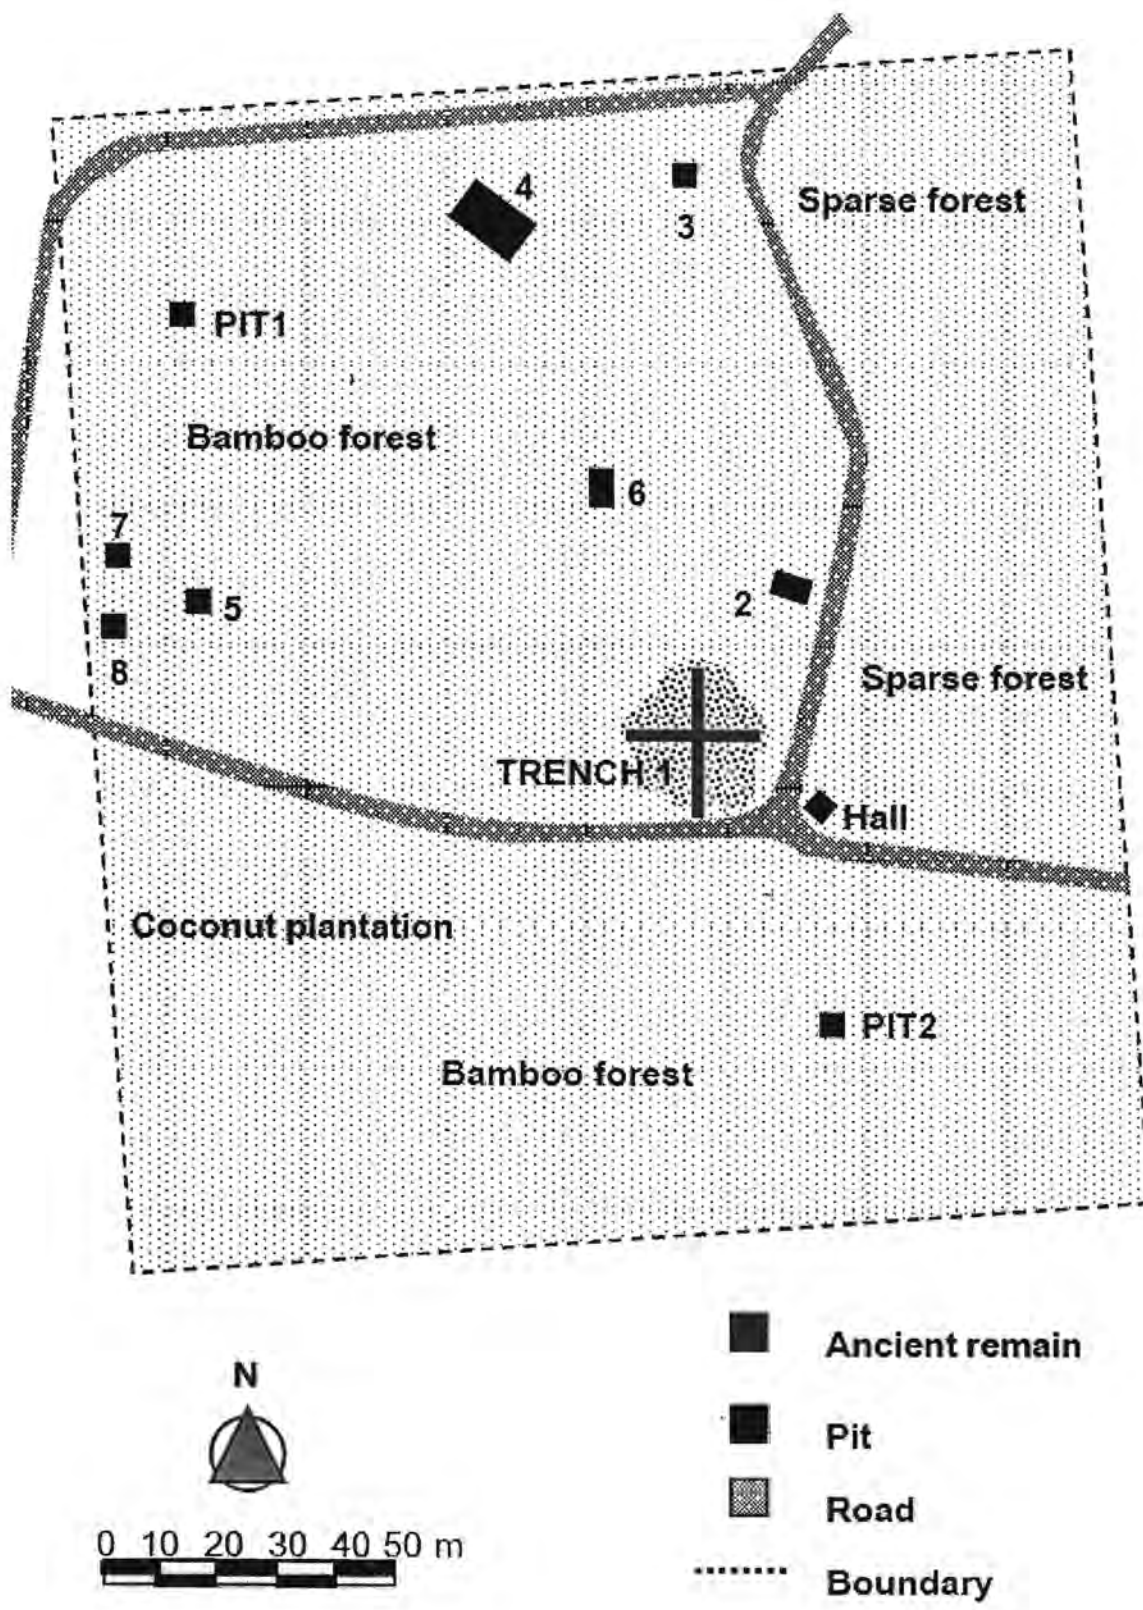 4
Sparse forest
3
PIT1
Bamboo forest
6
7
5
2
8
Sparse forest
TRENCH 1
Hall
Coconut plantation
PIT2
Bamboo forest
Ancient remain
N
Pit
Road
0 10 20 30 40 50 m
Boundary